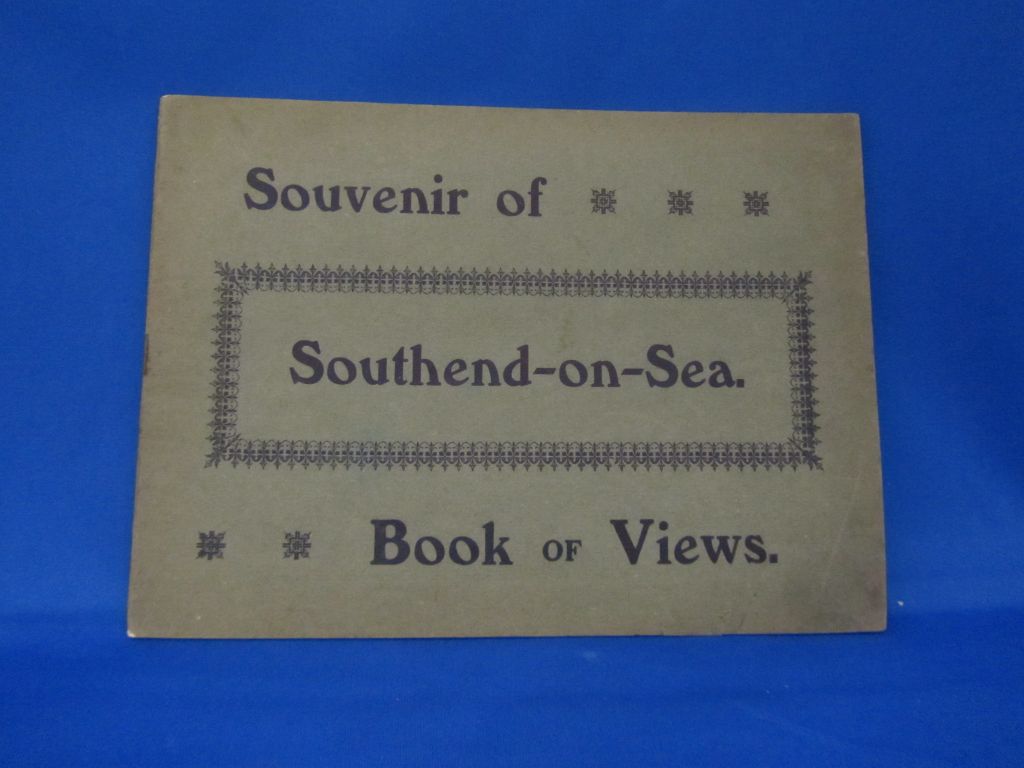 Souvenir of
Southend-on-Sea.
Book OF Views.